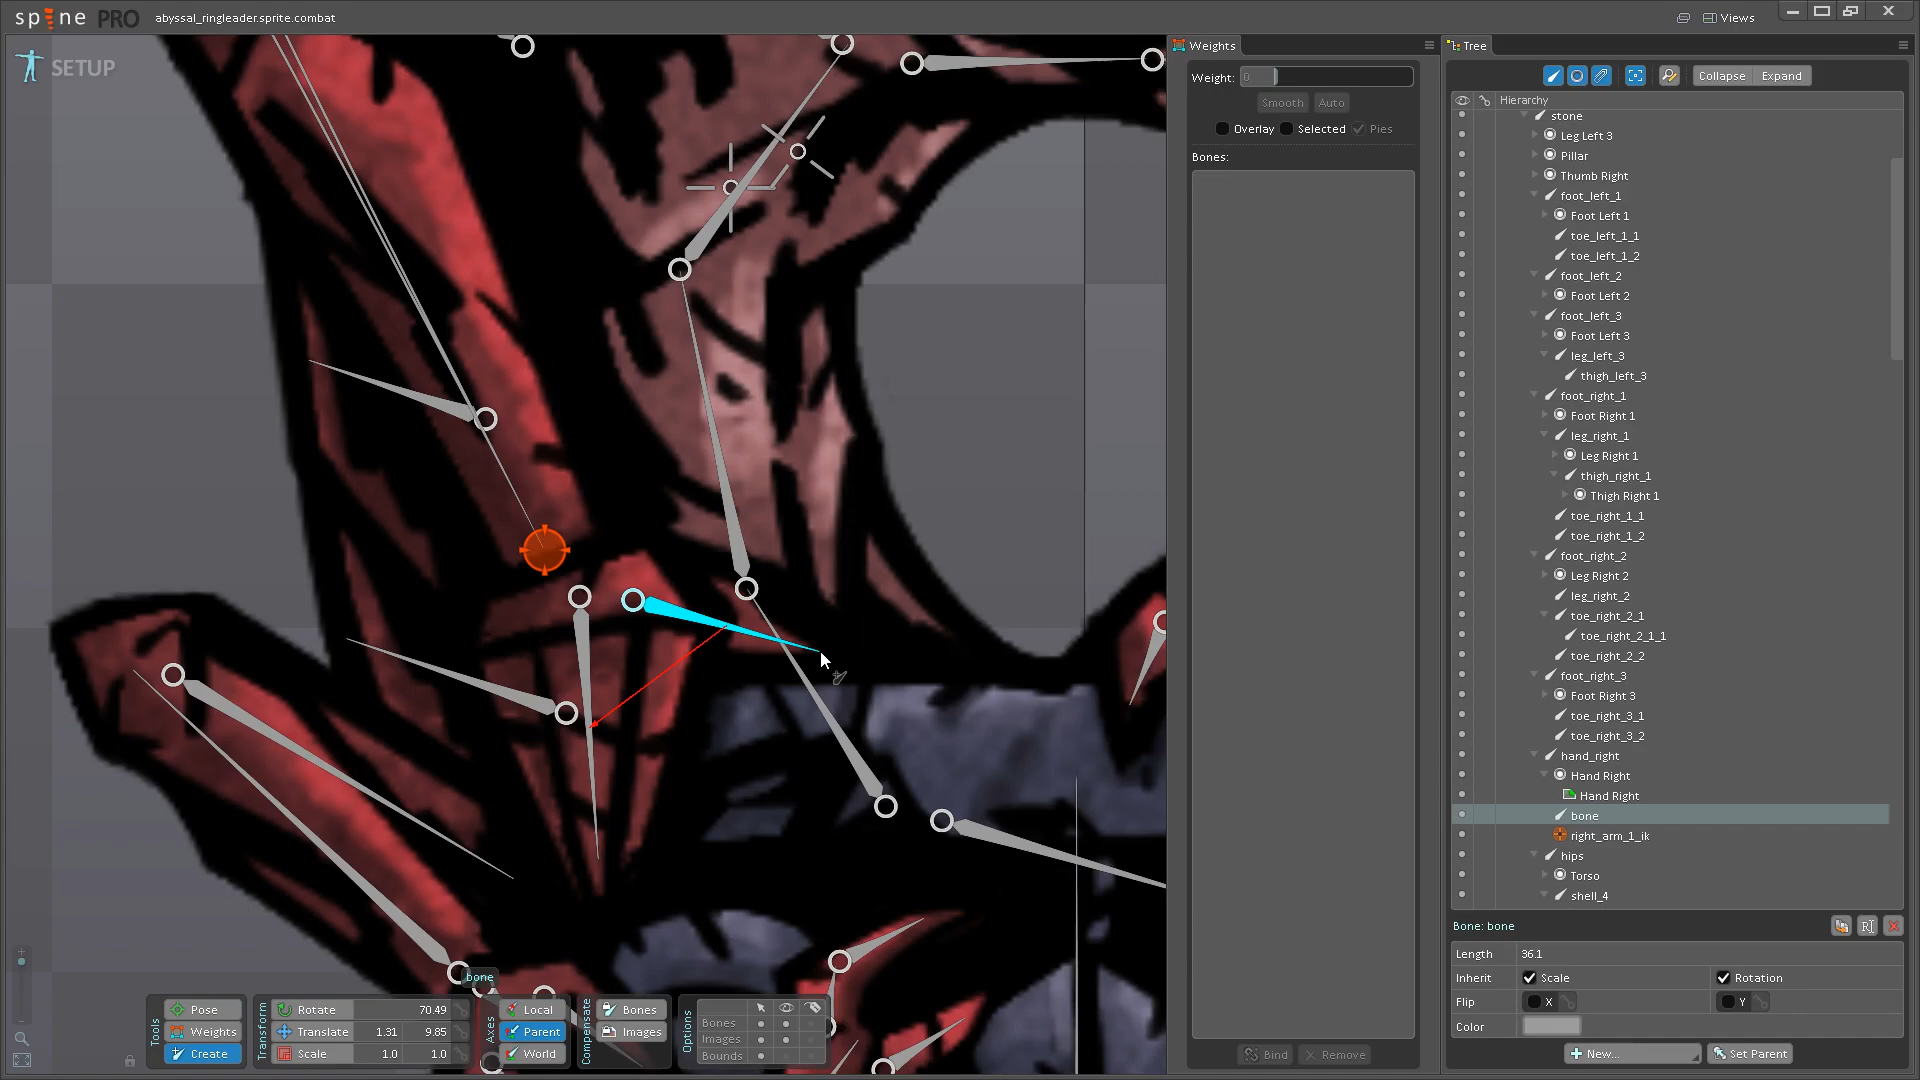 spine PRO abyssal_ringleader.sprite.combat
Views
SETUP
Weights
Weight: 0
Smooth Auto
Overlay Selected Pies
Bones:
Bind Remove
Tree
Collapse Expand
Hierarchy
stone
Leg Left 3
Pillar
Thumb Right
foot_left_1
Foot Left 1
toe_left_1_1
toe_left_1_2
foot_left_2
Foot Left 2
foot_left_3
Foot Left 3
leg_left_3
thigh_left_3
foot_right_1
Foot Right 1
leg_right_1
Leg Right 1
thigh_right_1
Thigh Right 1
toe_right_1_1
toe_right_1_2
foot_right_2
Leg Right 2
leg_right_2
toe_right_2_1
toe_right_2_1_1
toe_right_2_2
foot_right_3
Foot Right 3
toe_right_3_1
toe_right_3_2
hand_right
Hand Right
Hand Right
bone
right_arm_1_ik
hips
Torso
shell_4
Bone: bone
Length 36.1
Inherit Scale Rotation
Flip X Y
Color
New... Set Parent
bone
Tools
Pose
Weights
Create
Transform
Rotate 70.49
Translate 1.31 9.85
Scale 1.0 1.0
Axes
Local
Parent
World
Compensate
Bones
Images
Options
Bones
Images
Bounds